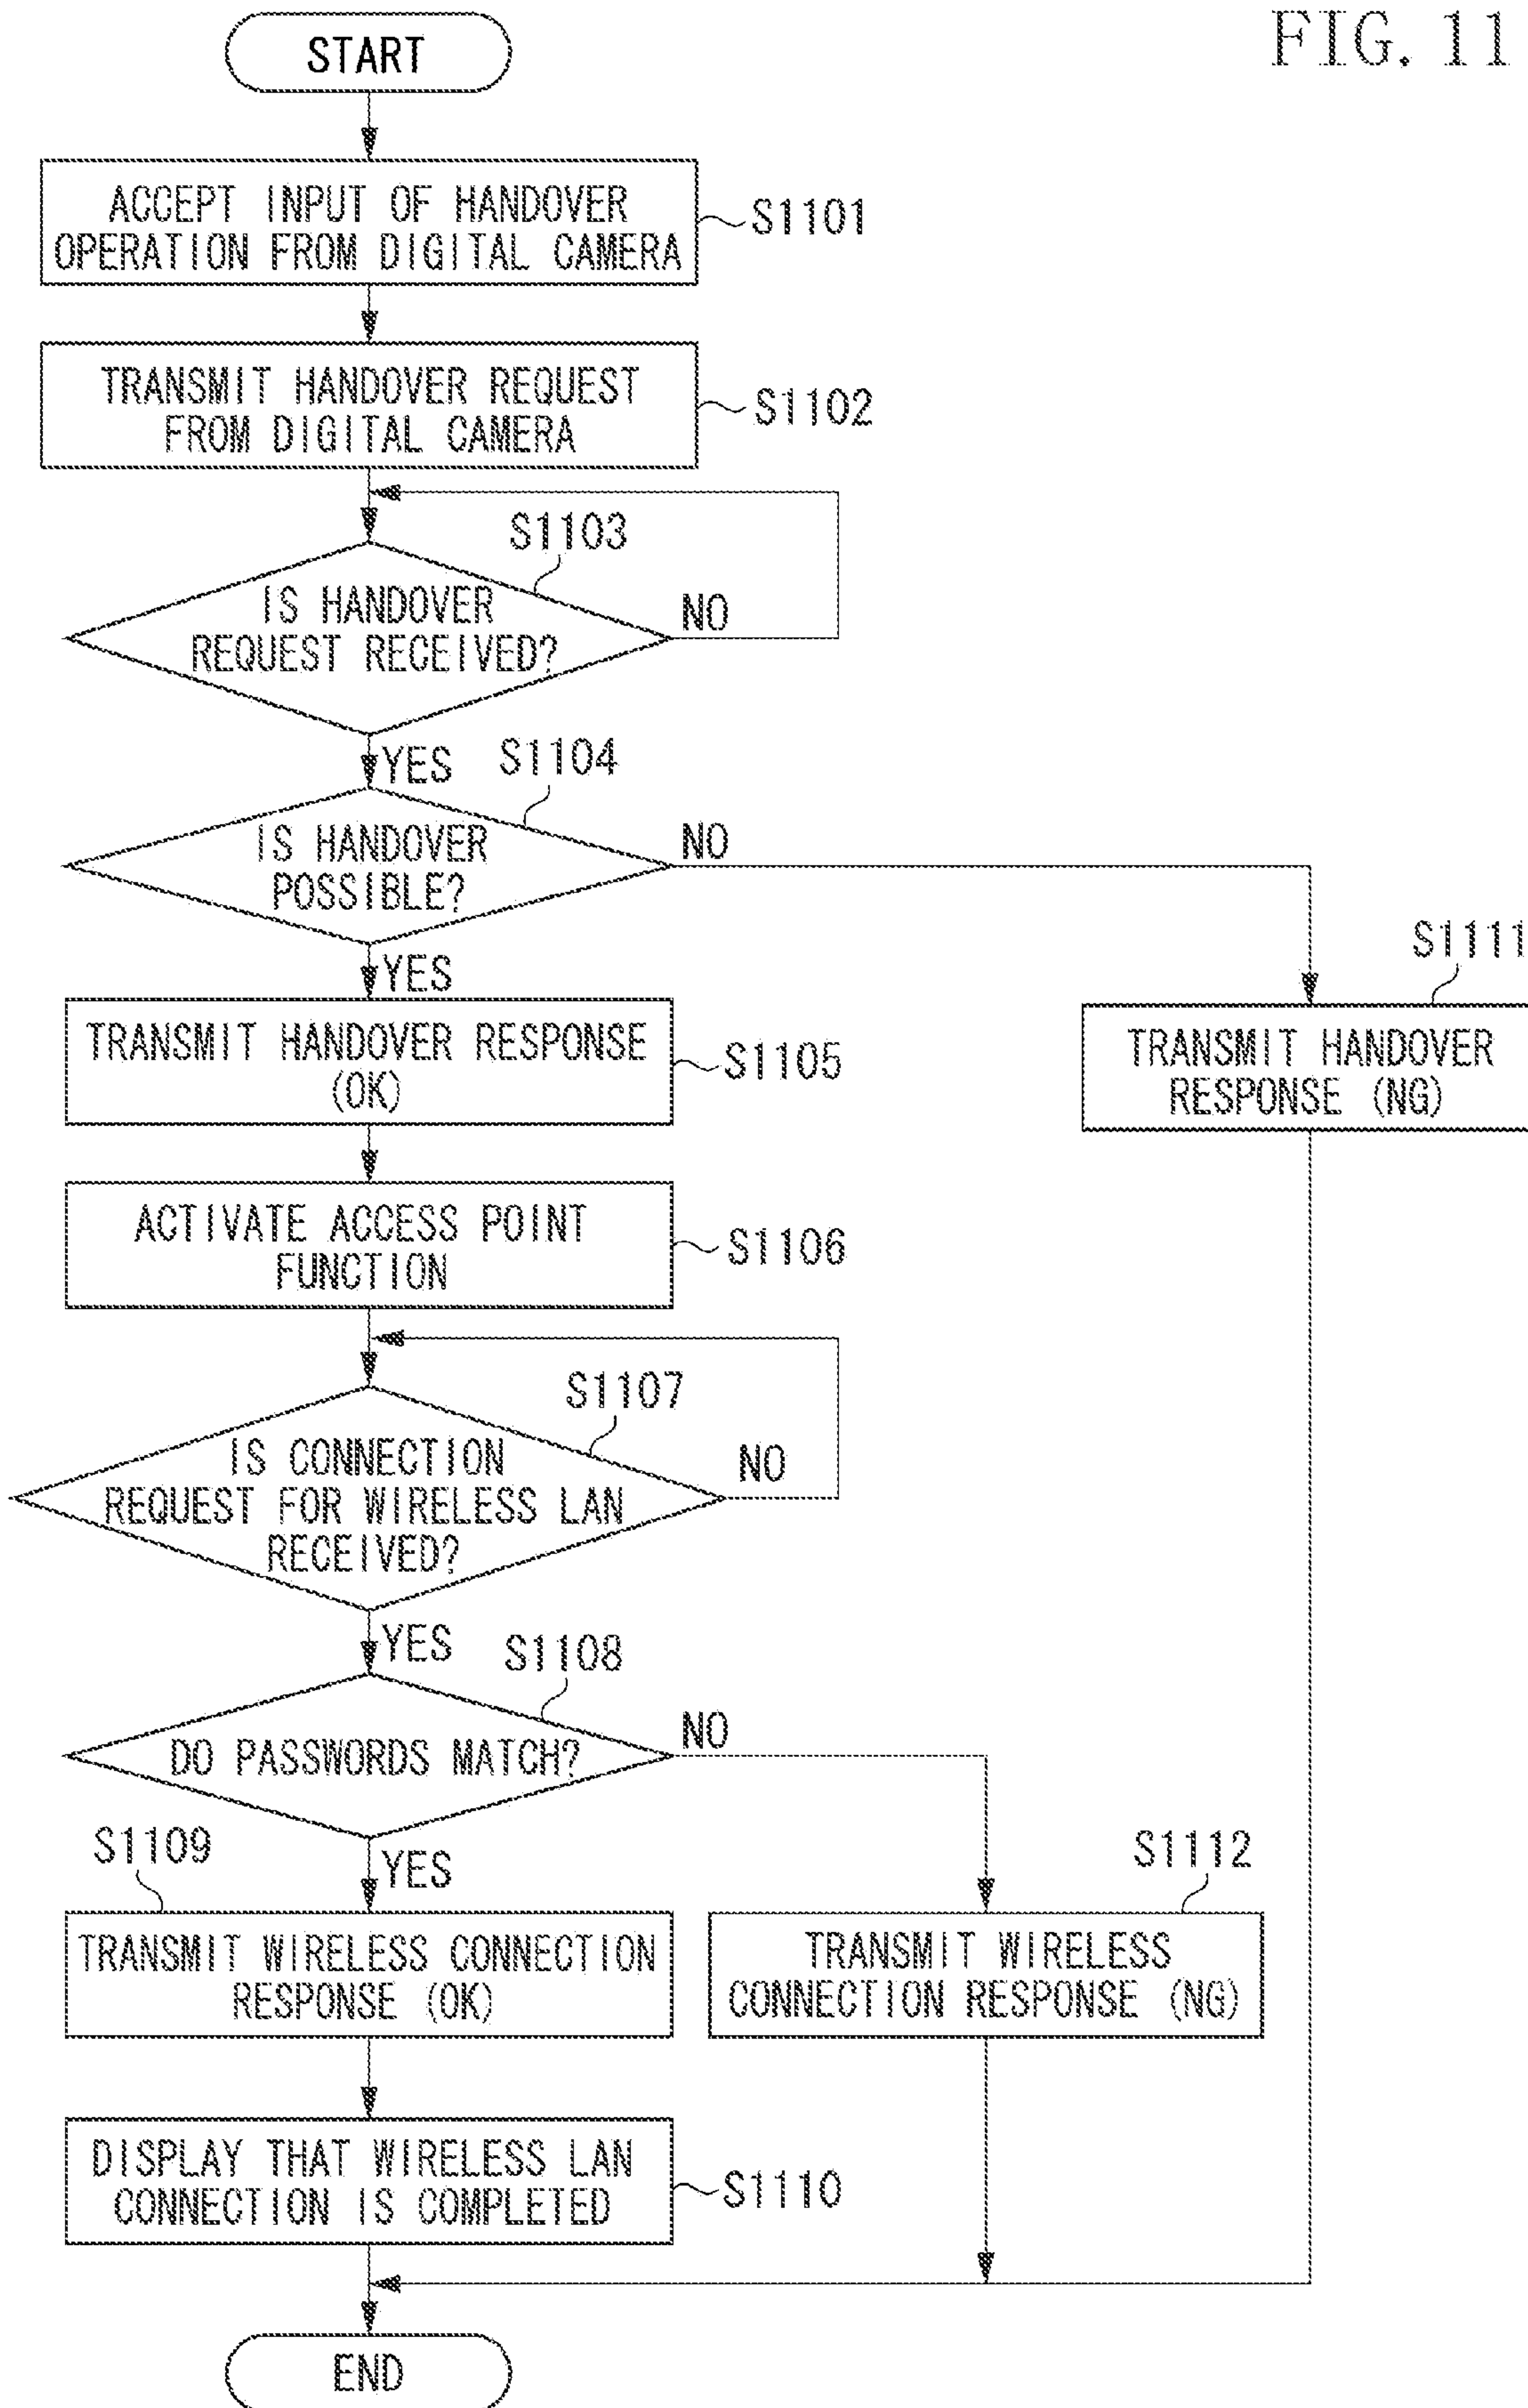 FIG. 11
START
ACCEPT INPUT OF HANDOVER
OPERATION FROM DIGITAL CAMERA
S1101
TRANSMIT HANDOVER REQUEST
FROM DIGITAL CAMERA
S1102
S1103
IS HANDOVER
REQUEST RECEIVED?
NO
YES
S1104
IS HANDOVER
POSSIBLE?
NO
YES
S1111
TRANSMIT HANDOVER
RESPONSE (NG)
TRANSMIT HANDOVER RESPONSE
(OK)
S1105
ACTIVATE ACCESS POINT
FUNCTION
S1106
S1107
IS CONNECTION
REQUEST FOR WIRELESS LAN
RECEIVED?
NO
YES
S1108
DO PASSWORDS MATCH?
NO
YES
S1109
TRANSMIT WIRELESS CONNECTION
RESPONSE (OK)
S1112
TRANSMIT WIRELESS
CONNECTION RESPONSE (NG)
DISPLAY THAT WIRELESS LAN
CONNECTION IS COMPLETED
S1110
END